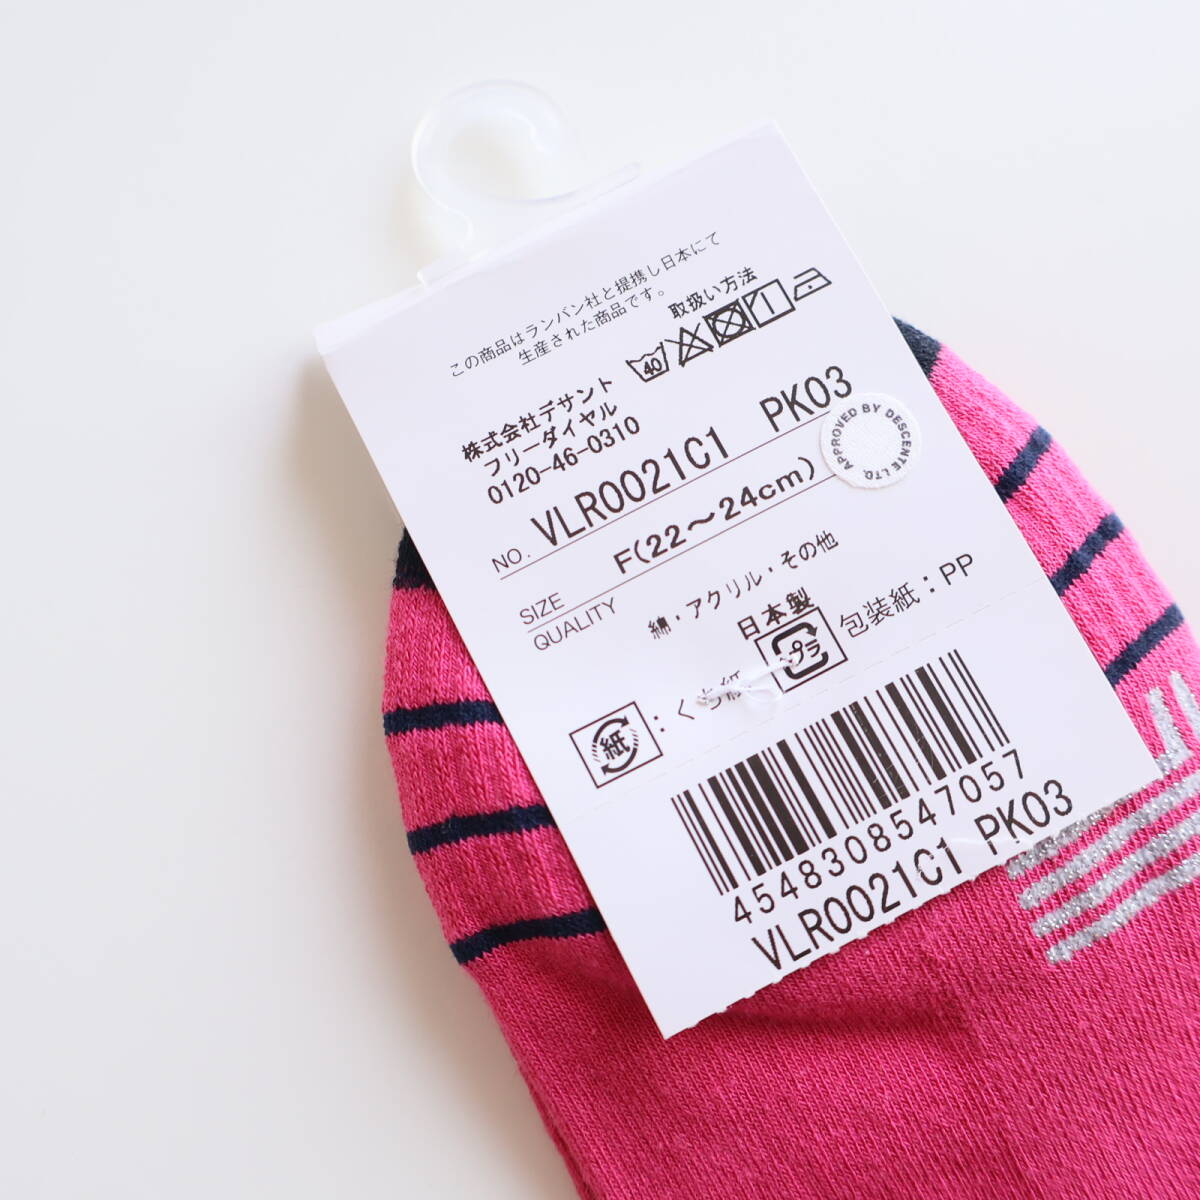 この商品はランバン社と提携し日本にて
生産された商品です。
取扱い方法
40
株式会社デサント
フリーダイヤル
0120-46-0310
NO. VLR0021C1 PK03
APPROVED BY DESCENTE LTD.
SIZE F(22～24cm)
QUALITY
綿・アクリル・その他
日本製
紙：くち紙 プラ 包装紙：PP
4548308547057
VLR0021C1 PK03